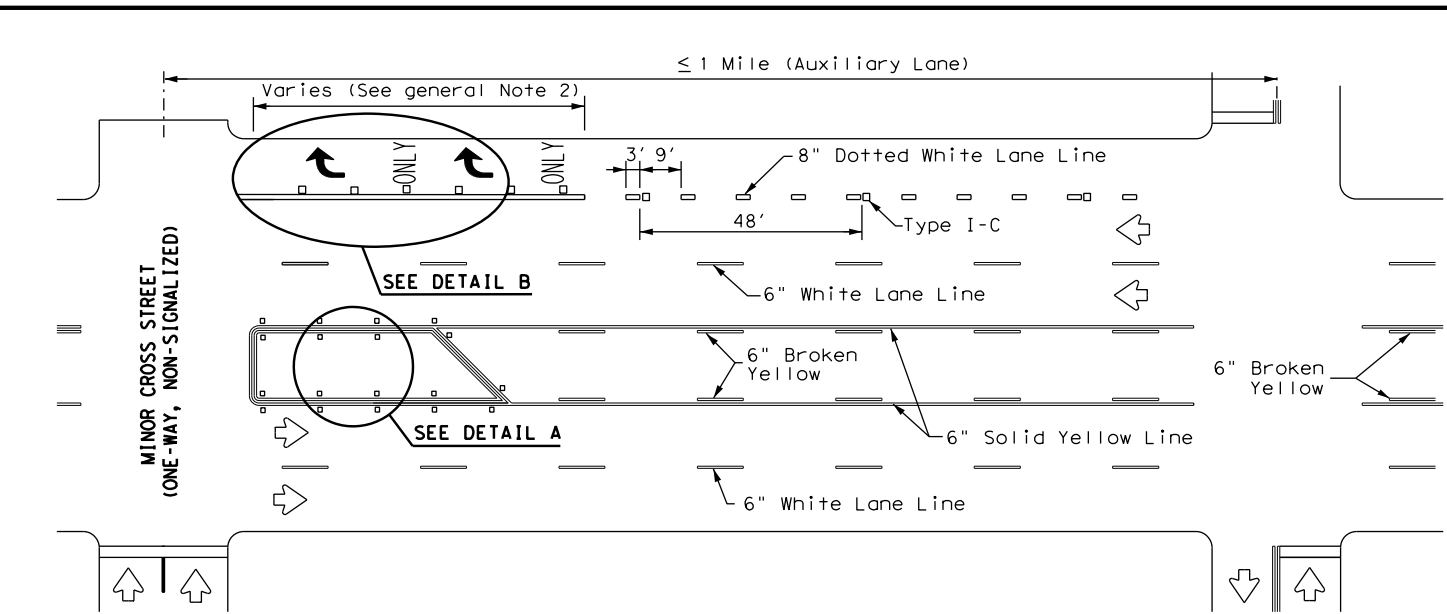 ≤ 1 Mile (Auxiliary Lane)
Varies (See general Note 2)
ONLY
ONLY
3' 9'
8" Dotted White Lane Line
48'
Type I-C
SEE DETAIL B
6" White Lane Line
MINOR CROSS STREET
(ONE-WAY, NON-SIGNALIZED)
6" Broken
Yellow
6" Broken
Yellow
SEE DETAIL A
6" Solid Yellow Line
6" White Lane Line